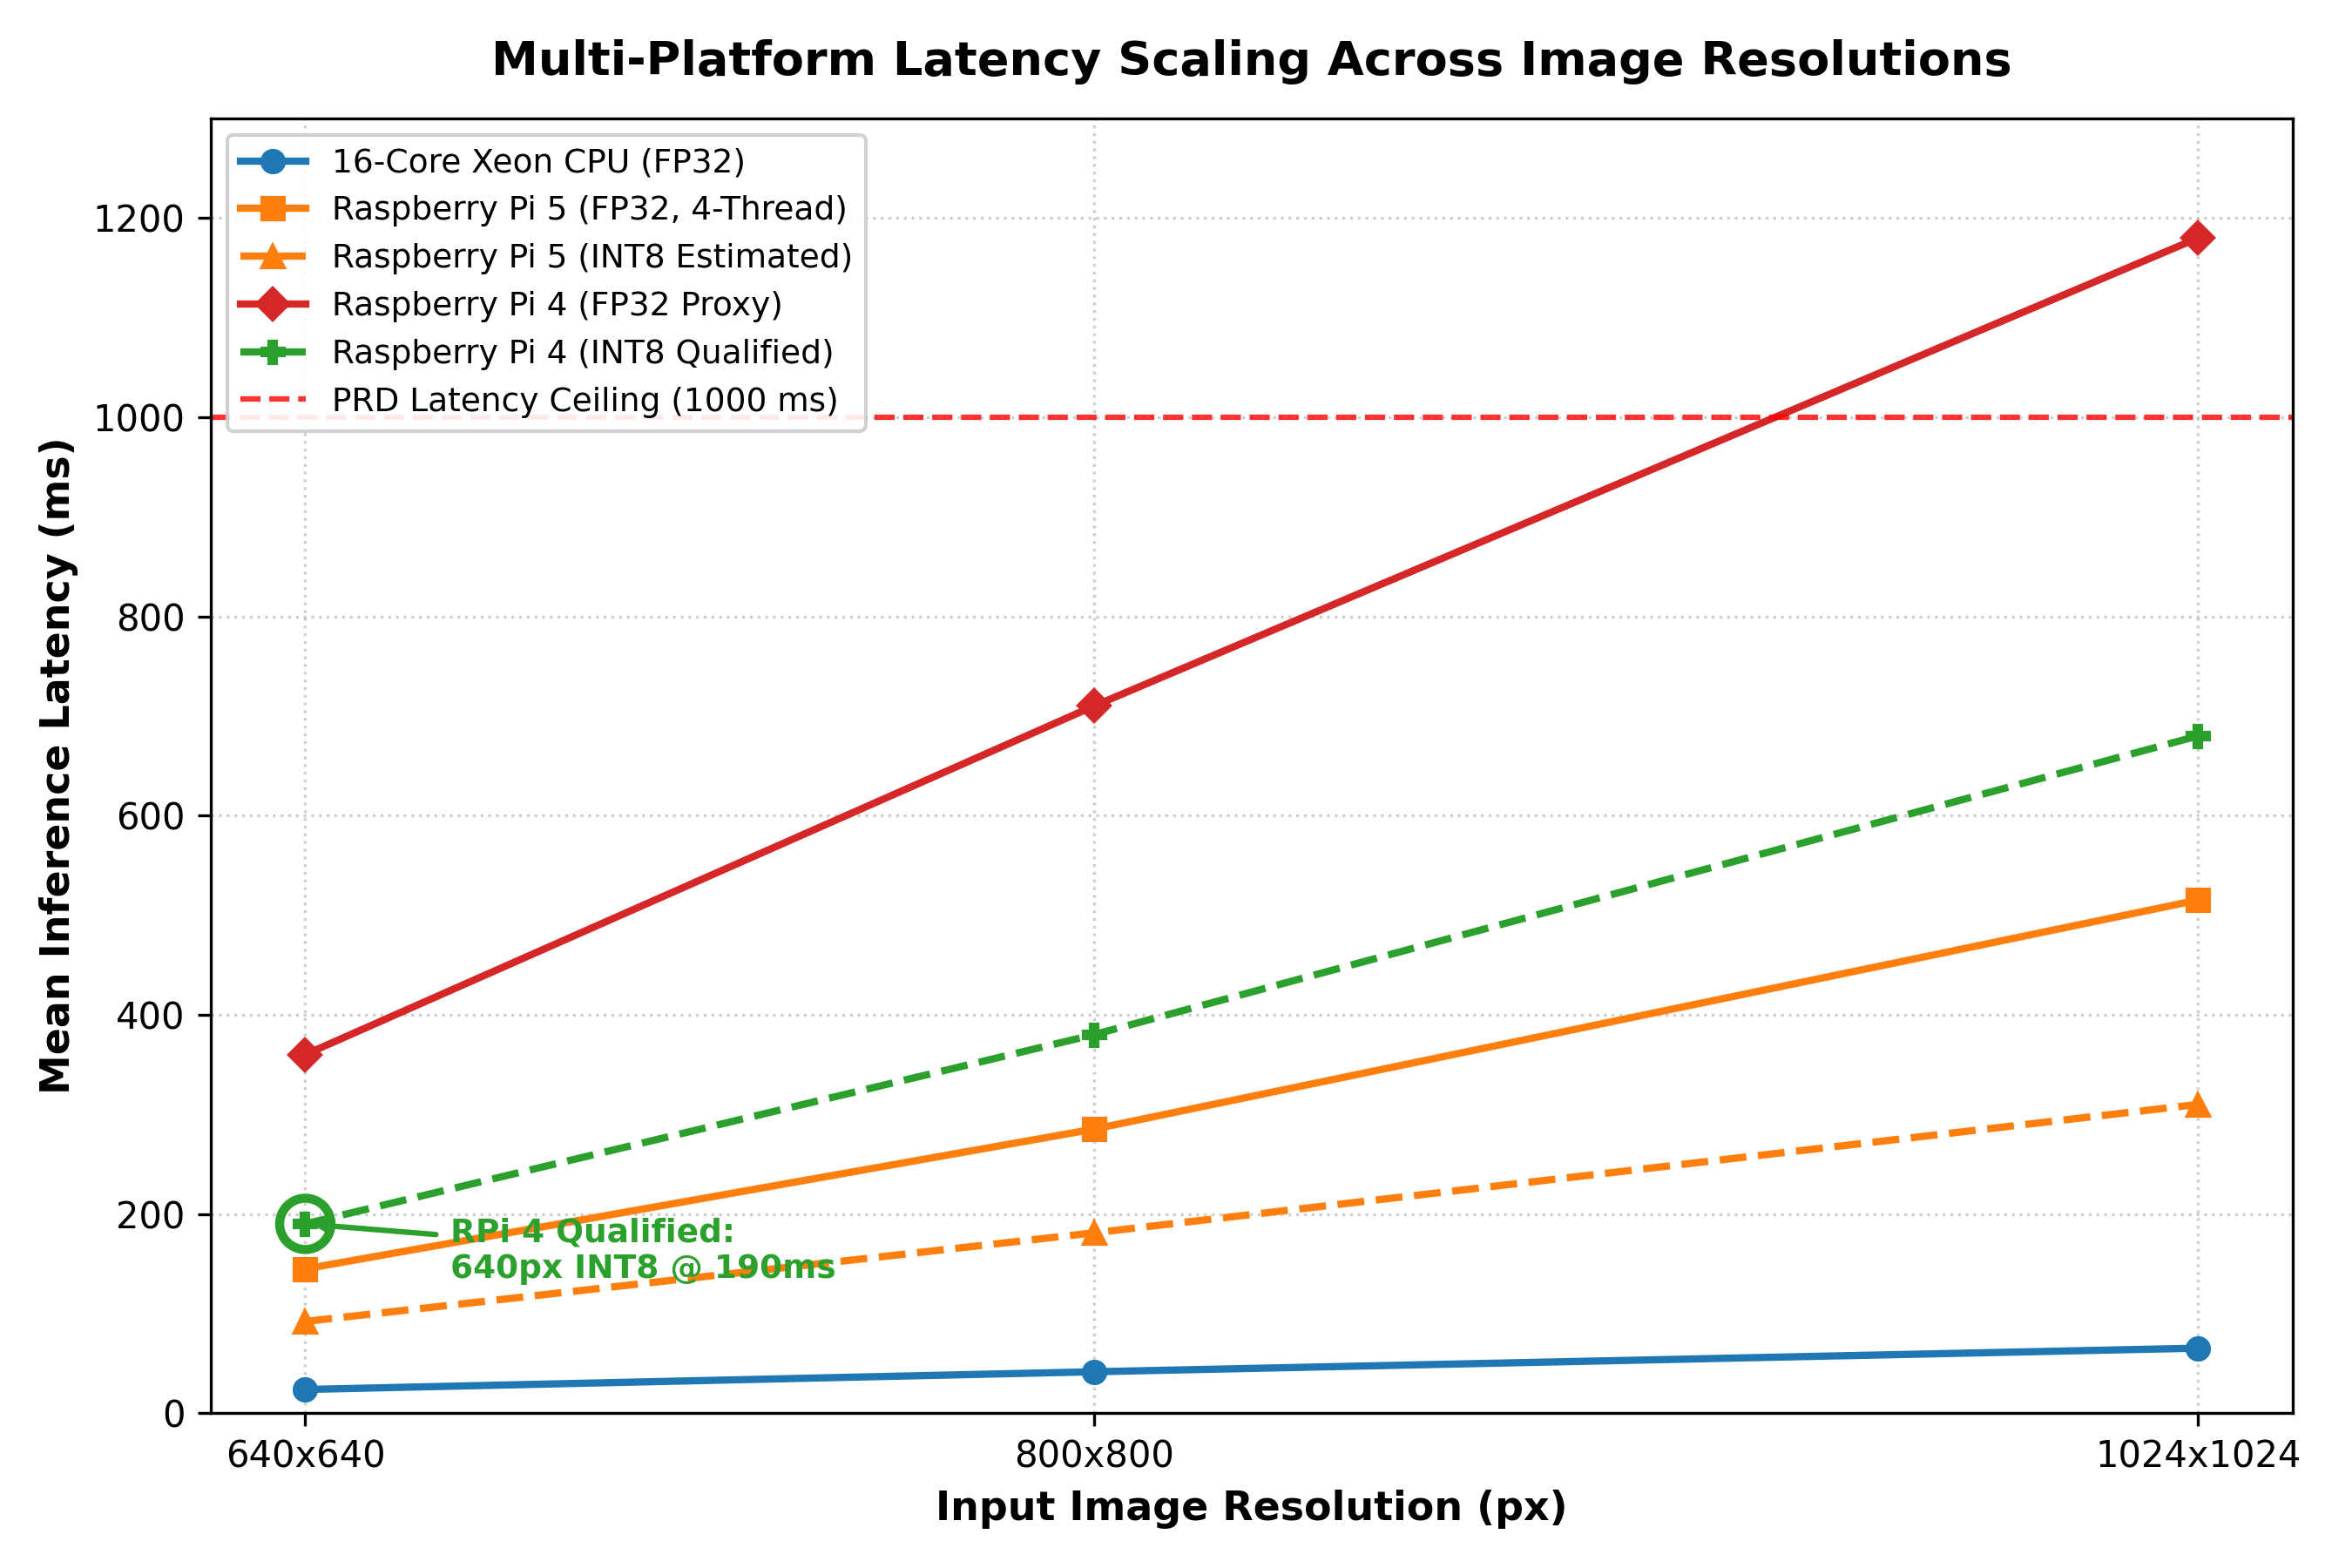 Multi-Platform Latency Scaling Across Image Resolutions
16-Core Xeon CPU (FP32)
Raspberry Pi 5 (FP32, 4-Thread)
Raspberry Pi 5 (INT8 Estimated)
Raspberry Pi 4 (FP32 Proxy)
Raspberry Pi 4 (INT8 Qualified)
PRD Latency Ceiling (1000 ms)
Mean Inference Latency (ms)
1200
1000
800
600
400
200
0
RPi 4 Qualified:
640px INT8 @ 190ms
640x640
800x800
1024x1024
Input Image Resolution (px)